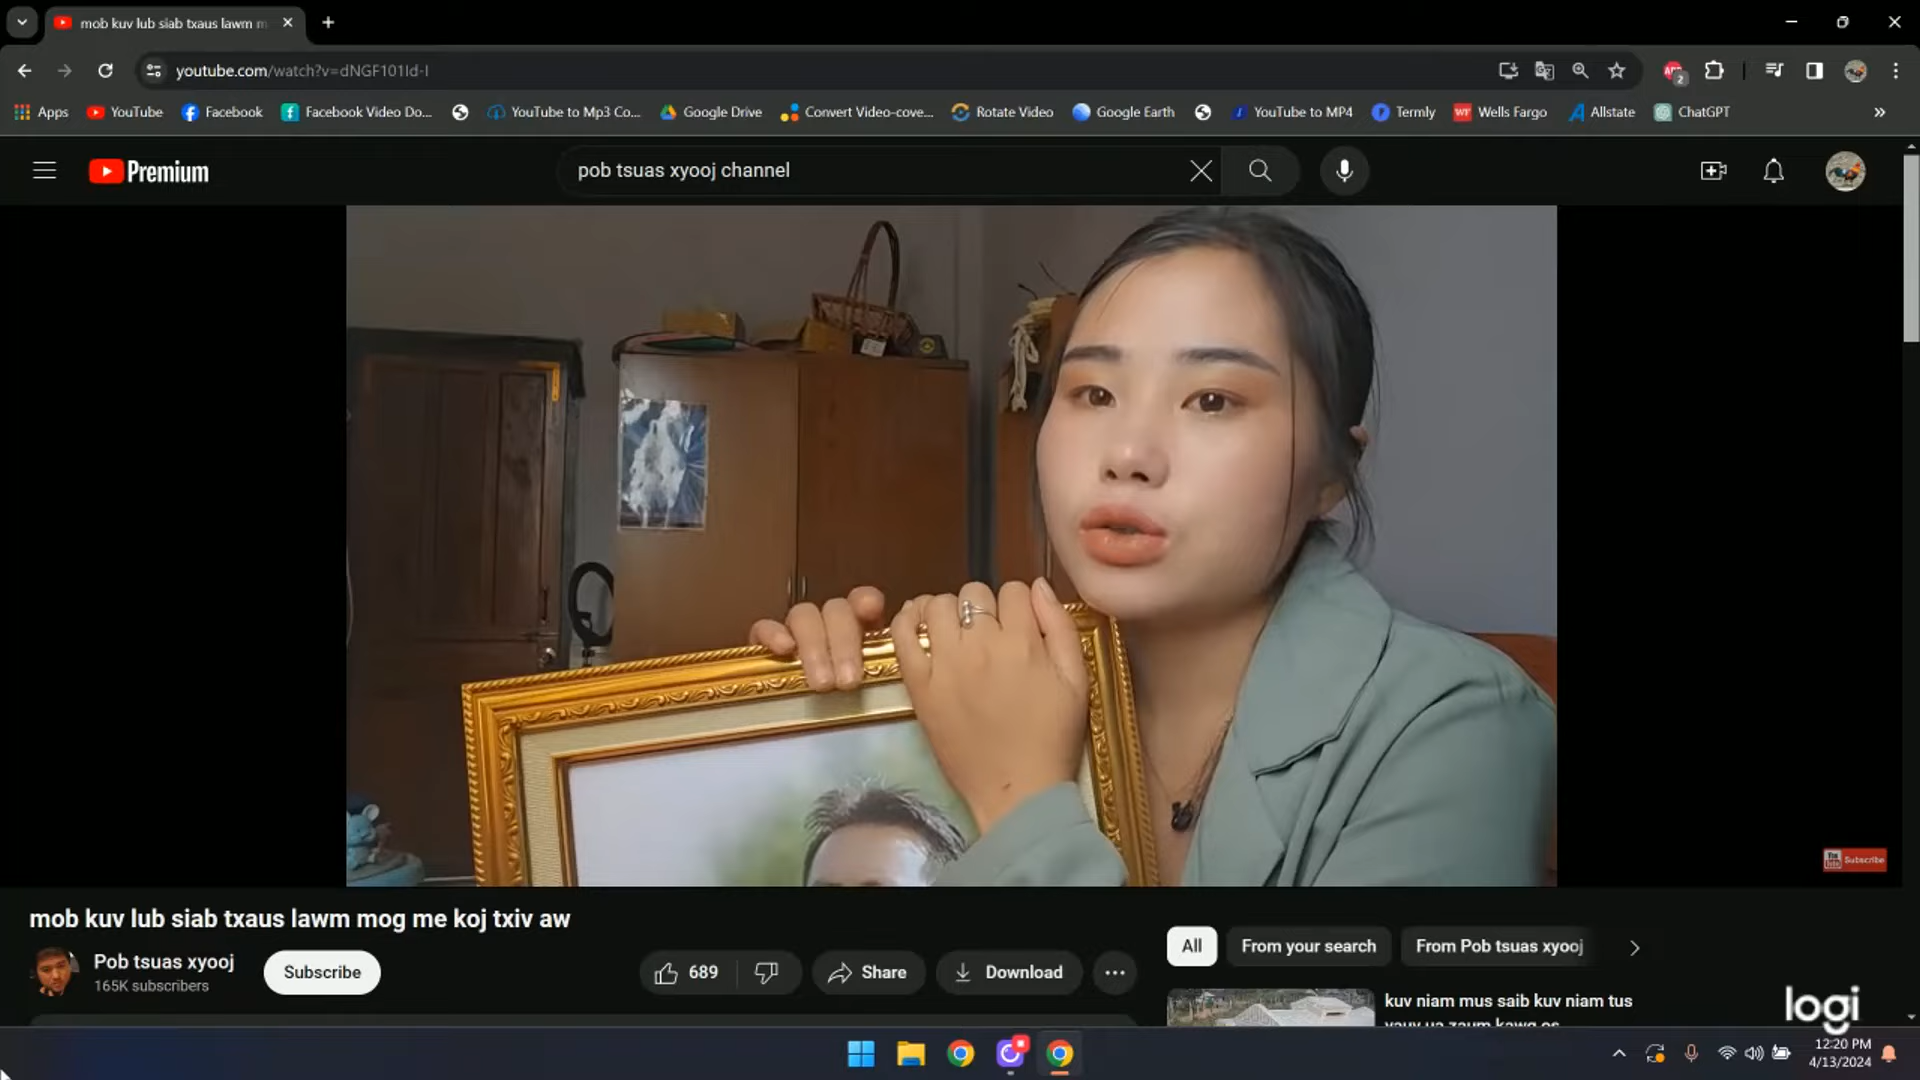 mob kuv lub siab txaus lawm m
youtube.com/watch?v=dNGF101Id-I
2
Apps YouTube Facebook Facebook Video Do... YouTube to Mp3 Co... Google Drive Convert Video-cove... Rotate Video Google Earth YouTube to MP4 Termly Wells Fargo Allstate ChatGPT
Premium
pob tsuas xyooj channel
Subscribe
mob kuv lub siab txaus lawm mog me koj txiv aw
Pob tsuas xyooj
165K subscribers
Subscribe
689
Share
Download
All
From your search
From Pob tsuas xyooj
kuv niam mus saib kuv niam tus
logi
12:20 PM
4/13/2024